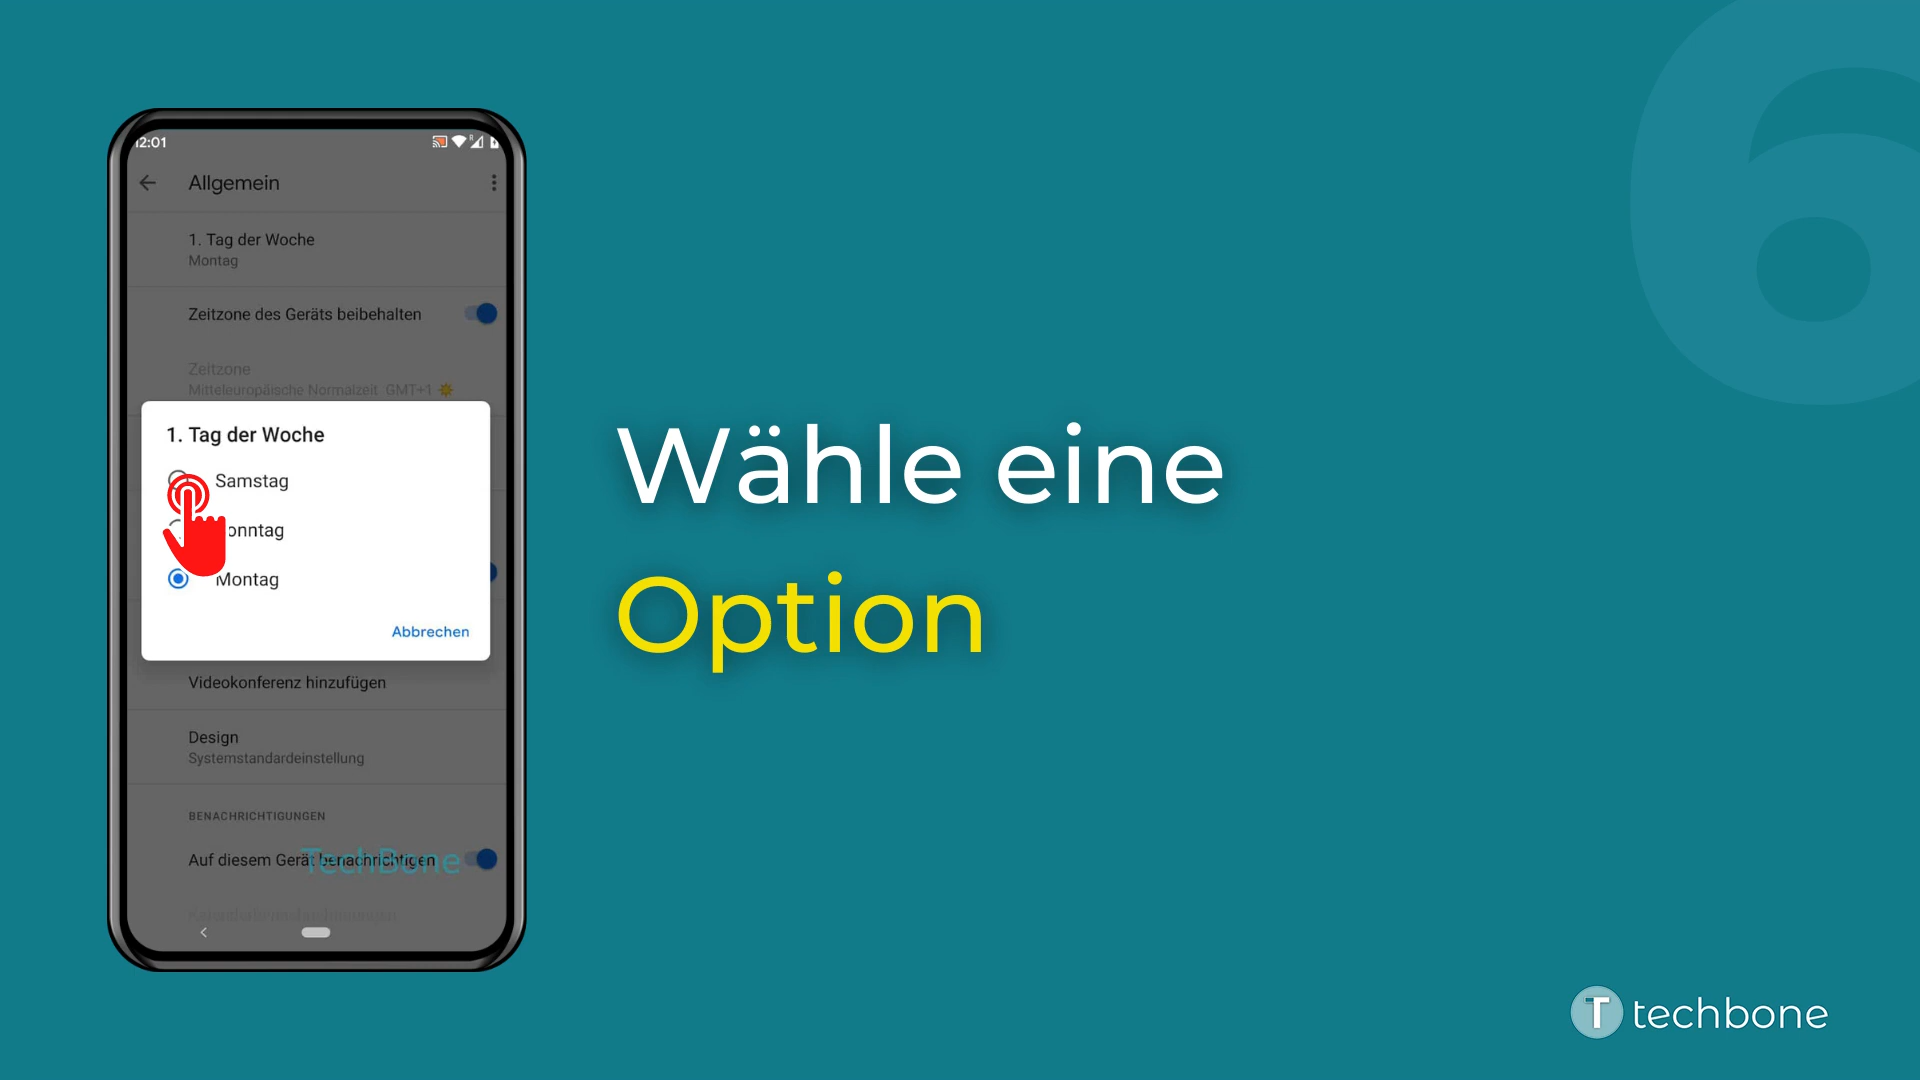 6
12:01
R
Allgemein
1. Tag der Woche
Montag
Zeitzone des Geräts beibehalten
Zeitzone
Mitteleuropäische Normalzeit GMT+1
1. Tag der Woche
Samstag
onntag
Montag
Abbrechen
Videokonferenz hinzufügen
Design
Systemstandardeinstellung
BENACHRICHTIGUNGEN
Auf diesem Gerät benachrichtigen
TechBone
Wähle eine
Option
T techbone